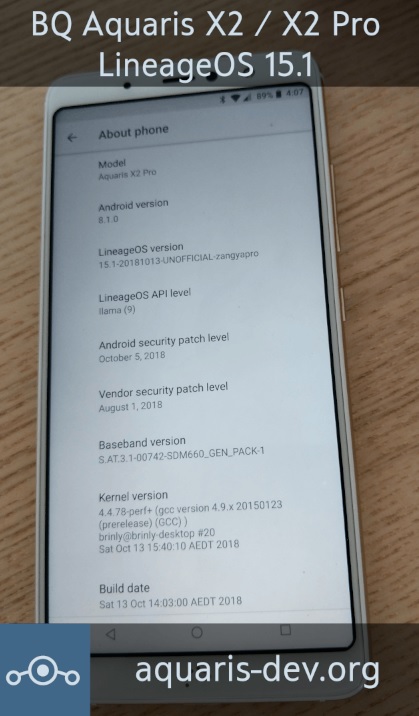 BQ Aquaris X2 / X2 Pro
LineageOS 15.1
89% 4:07
About phone
Model
Aquaris X2 Pro
Android version
8.1.0
LineageOS version
15.1-20181013-UNOFFICIAL-zangyapro
LineageOS API level
llama (9)
Android security patch level
October 5, 2018
Vendor security patch level
August 1, 2018
Baseband version
S.AT.3.1-00742-SDM660_GEN_PACK-1
Kernel version
4.4.78-perf+ (gcc version 4.9.x 20150123
(prerelease) (GCC) )
brinly@brinly-desktop #20
Sat Oct 13 15:40:10 AEDT 2018
Build date
Sat 13 Oct 14:03:00 AEDT 2018
aquaris-dev.org